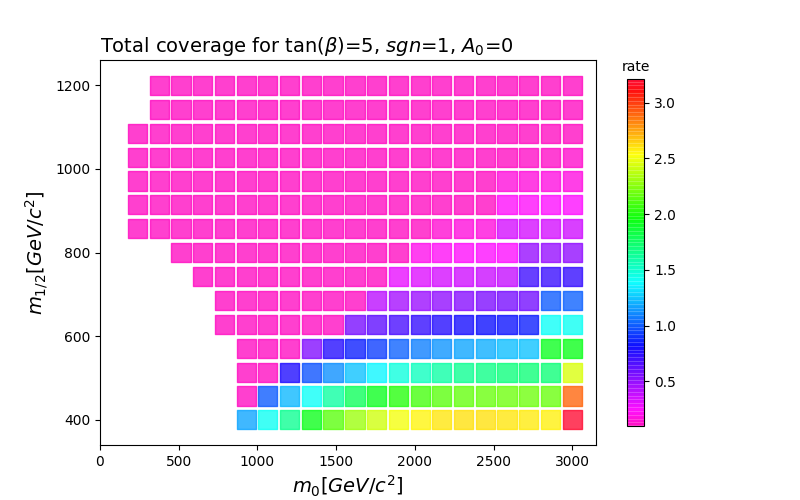 Total coverage for tan(β)=5, sgn=1, A₀=0
rate
1200
1000
800
600
400
m₁/₂[GeV/c²]
0 500 1000 1500 2000 2500 3000
m₀[GeV/c²]
3.0
2.5
2.0
1.5
1.0
0.5